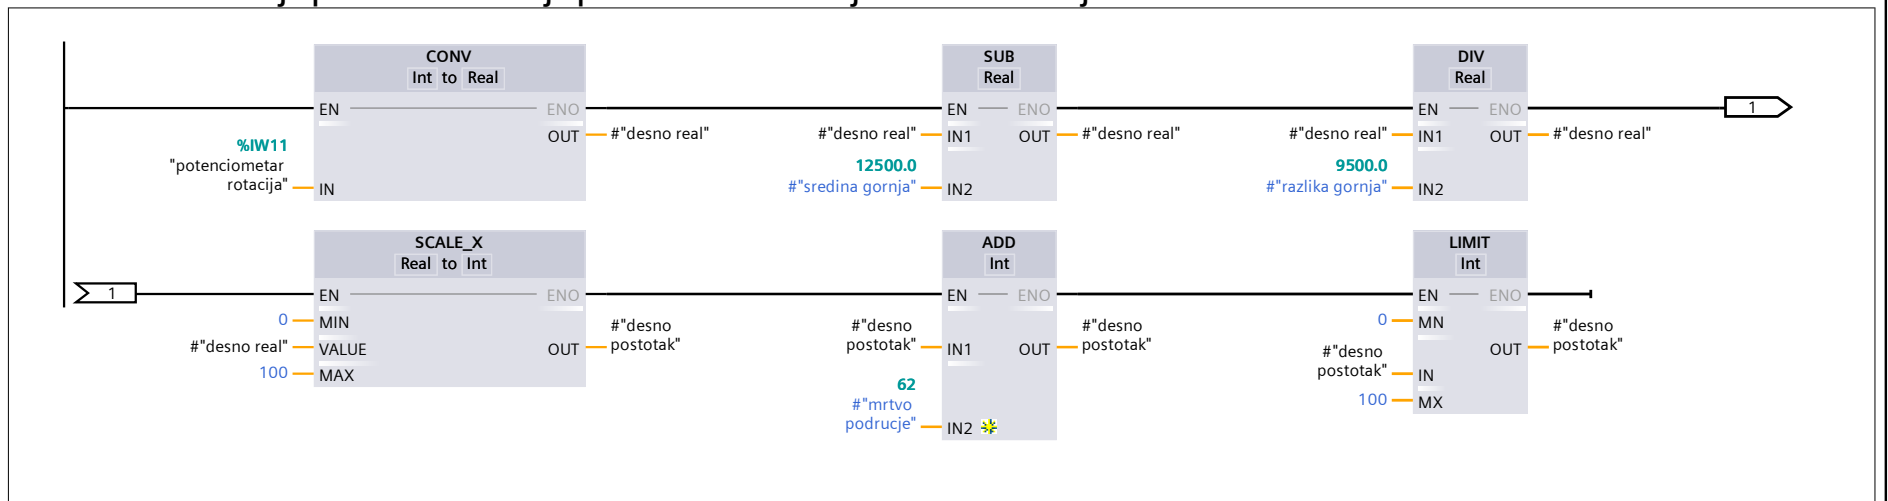 CONV
Int to Real
EN ENO
OUT #"desno real"
%IW11
"potenciometar
rotacija" IN
SUB
Real
EN ENO
#"desno real" IN1 OUT #"desno real"
12500.0
#"sredina gornja" IN2
DIV
Real
EN ENO
#"desno real" IN1 OUT #"desno real"
9500.0
#"razlika gornja" IN2
1
1
SCALE_X
Real to Int
EN ENO
0 MIN
#"desno real" VALUE OUT
#"desno
postotak"
100 MAX
ADD
Int
EN ENO
#"desno
postotak" IN1 OUT
#"desno
postotak"
62
#"mrtvo
podrucje" IN2
LIMIT
Int
EN ENO
0 MN
OUT
#"desno
postotak"
#"desno
postotak" IN
100 MX